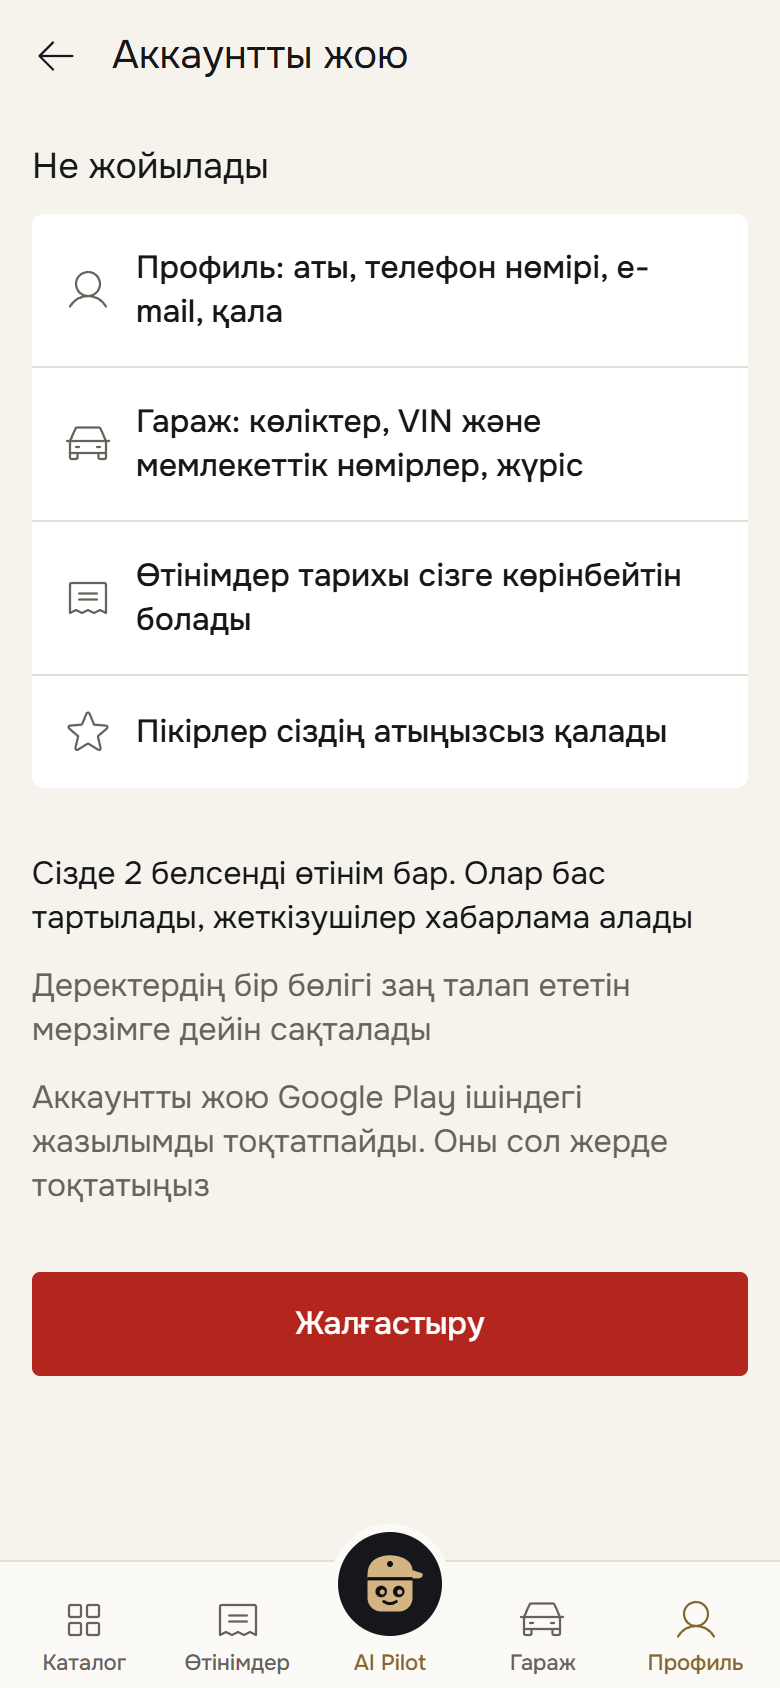 Аккаунтты жою
Не жойылады
Профиль: аты, телефон нөмірі, e-
mail, қала
Гараж: көліктер, VIN және
мемлекеттік нөмірлер, жүріс
Өтінімдер тарихы сізге көрінбейтін
болады
Пікірлер сіздің атыңызсыз қалады
Сізде 2 белсенді өтінім бар. Олар бас
тартылады, жеткізушілер хабарлама алады
Деректердің бір бөлігі заң талап ететін
мерзімге дейін сақталады
Аккаунтты жою Google Play ішіндегі
жазылымды тоқтатпайды. Оны сол жерде
тоқтатыңыз
Жалғастыру
Каталог
Өтінімдер
AI Pilot
Гараж
Профиль